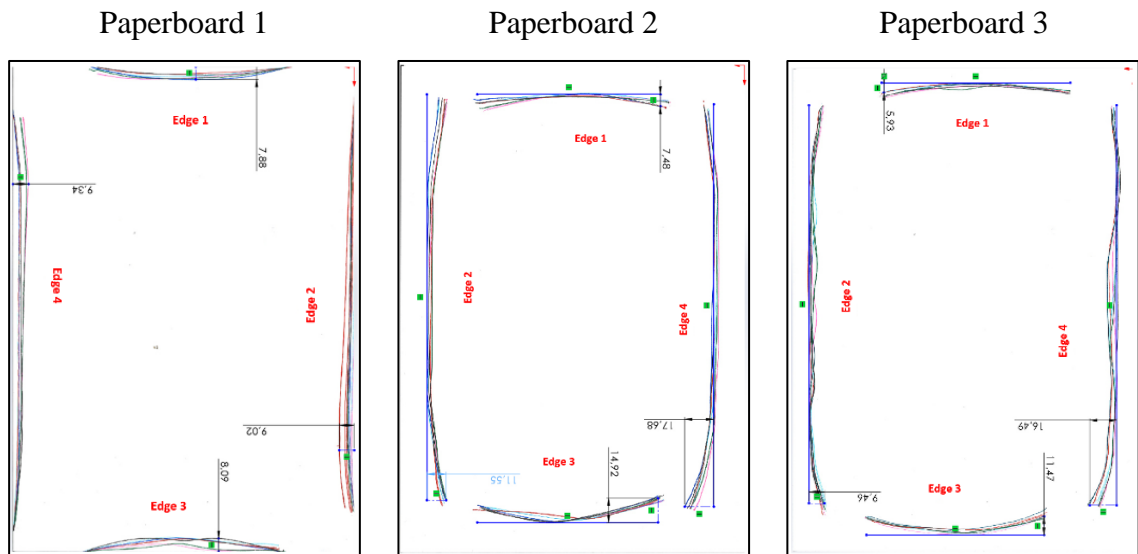 Paperboard 1
Edge 1
7,88
9,34
Edge 4
Edge 2
9,02
Edge 3
8,09
Paperboard 2
Edge 1
7,48
Edge 2
Edge 4
17,68
Edge 3
14,92
11,55
Paperboard 3
5,93
Edge 1
Edge 2
Edge 4
16,49
11,47
Edge 3
9,46